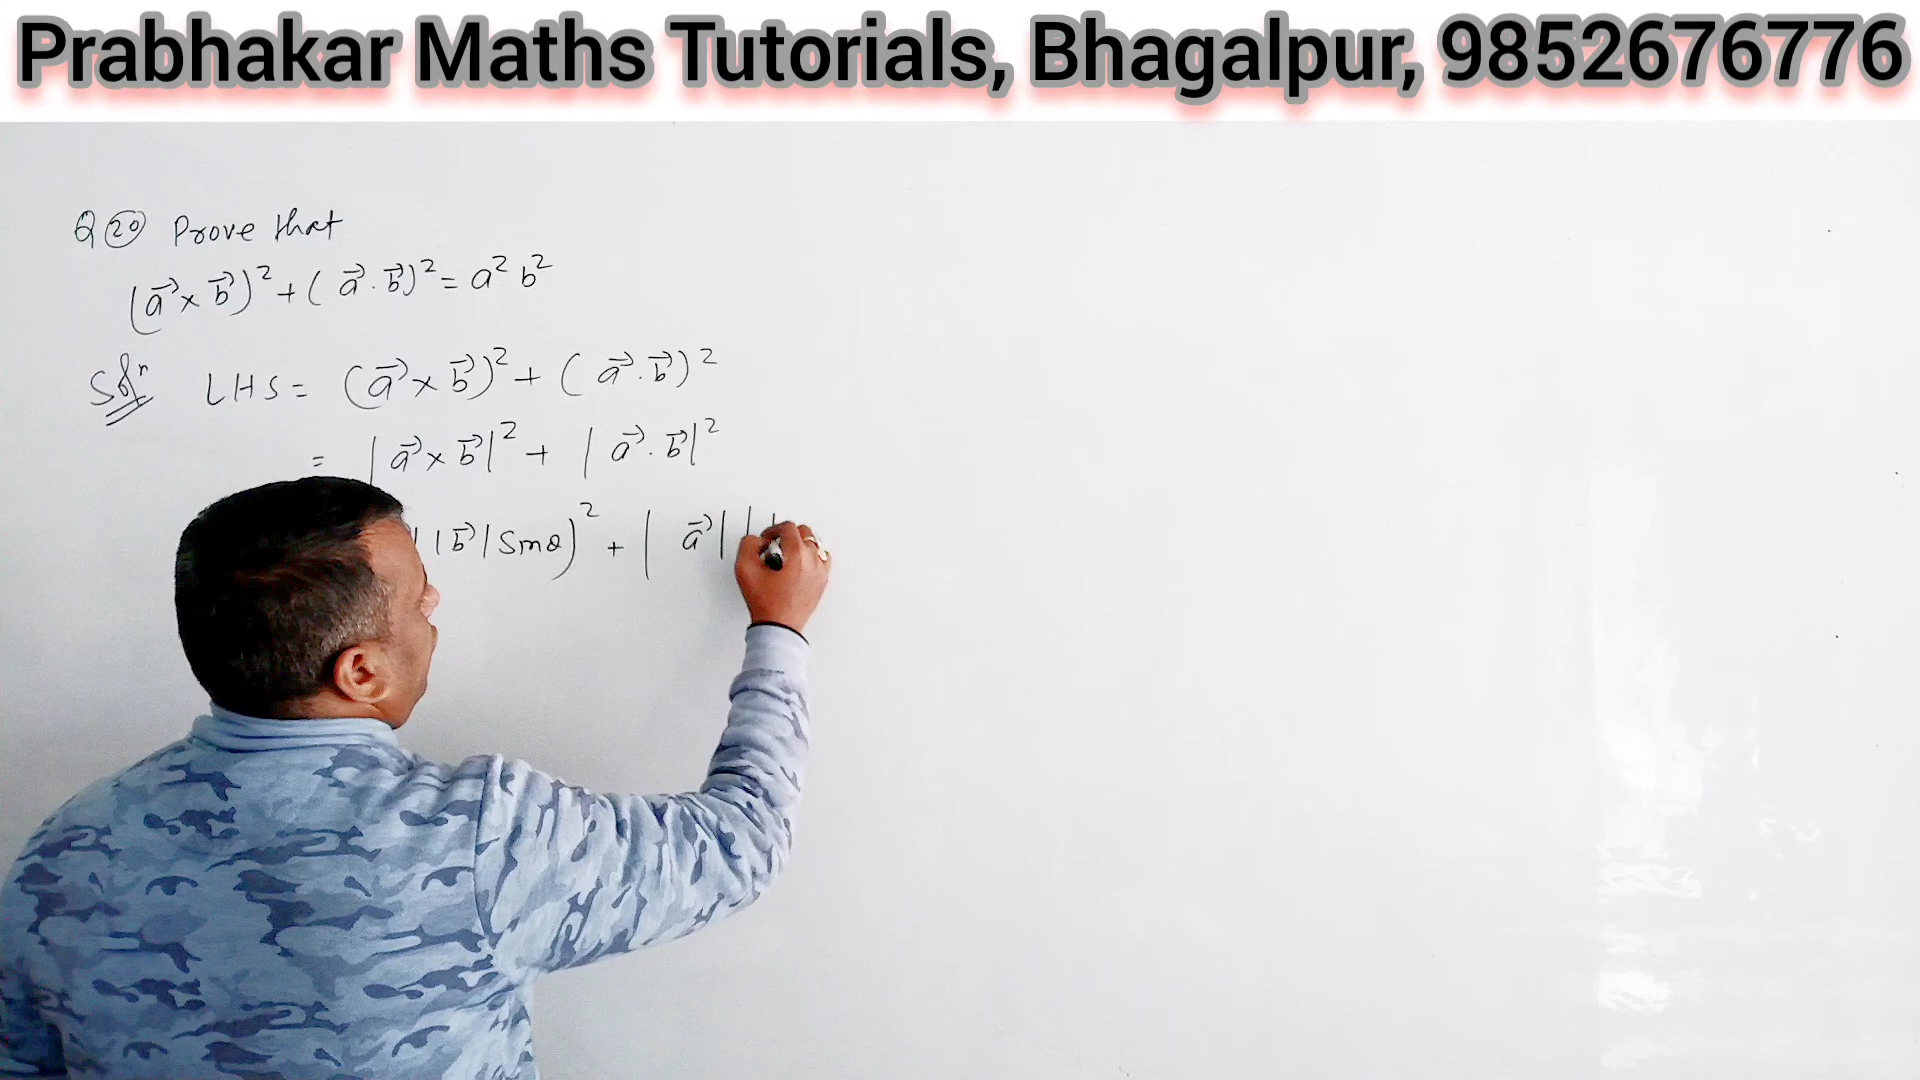 Prabhakar Maths Tutorials, Bhagalpur, 9852676776
Q 20 Prove that
(a⃗ × b⃗)² + (a⃗ . b⃗)² = a² b²
Solⁿ LHS = (a⃗ × b⃗)² + (a⃗ . b⃗)²
= |a⃗ × b⃗|² + |a⃗ . b⃗|²
| |b⃗| Sinθ)² + | a⃗ | |